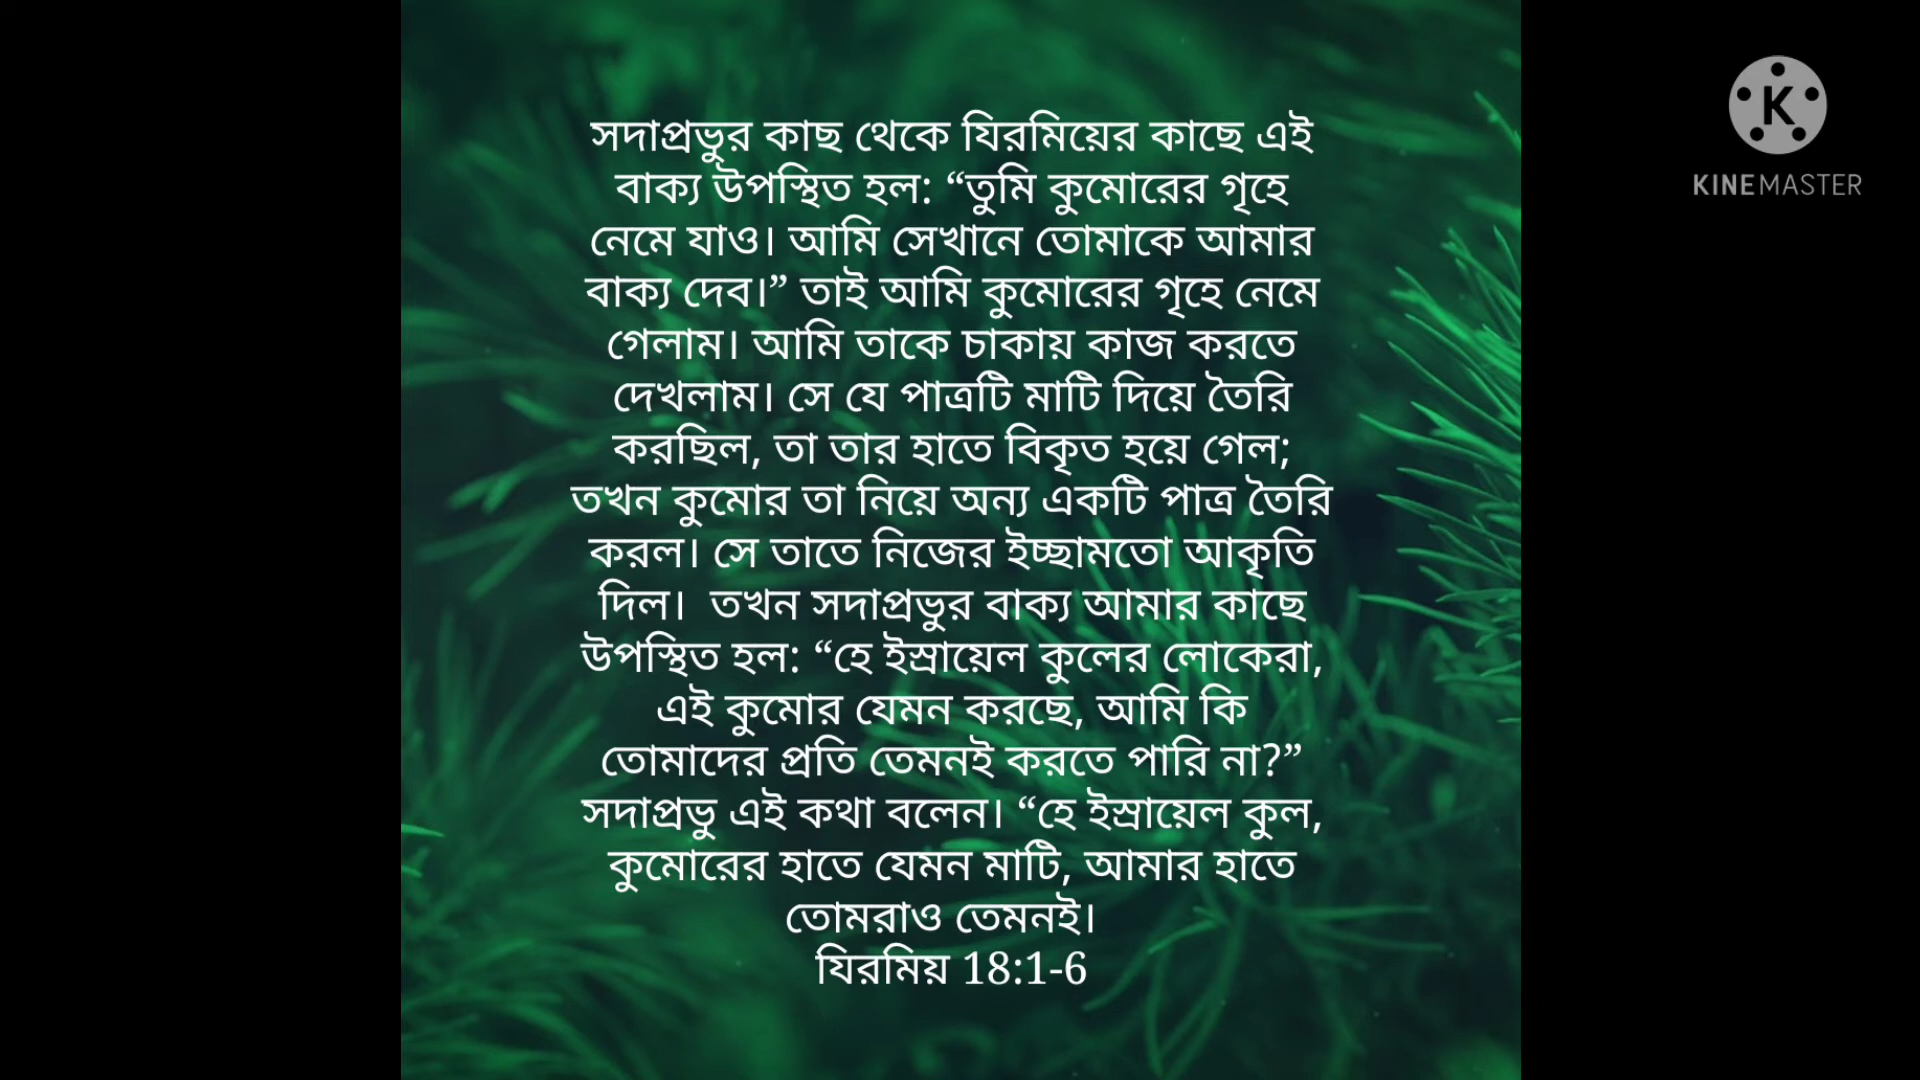 সদাপ্রভুর কাছ থেকে যিরমিয়ের কাছে এই
বাক্য উপস্থিত হল: “তুমি কুমোরের গৃহে
নেমে যাও। আমি সেখানে তোমাকে আমার
বাক্য দেব।” তাই আমি কুমোরের গৃহে নেমে
গেলাম। আমি তাকে চাকায় কাজ করতে
দেখলাম। সে যে পাত্রটি মাটি দিয়ে তৈরি
করছিল, তা তার হাতে বিকৃত হয়ে গেল;
তখন কুমোর তা নিয়ে অন্য একটি পাত্র তৈরি
করল। সে তাতে নিজের ইচ্ছামতো আকৃতি
দিল।  তখন সদাপ্রভুর বাক্য আমার কাছে
উপস্থিত হল: “হে ইস্রায়েল কুলের লোকেরা,
এই কুমোর যেমন করছে, আমি কি
তোমাদের প্রতি তেমনই করতে পারি না?”
সদাপ্রভু এই কথা বলেন। “হে ইস্রায়েল কুল,
কুমোরের হাতে যেমন মাটি, আমার হাতে
তোমরাও তেমনই।
যিরমিয় 18:1-6
K
KINEMASTER